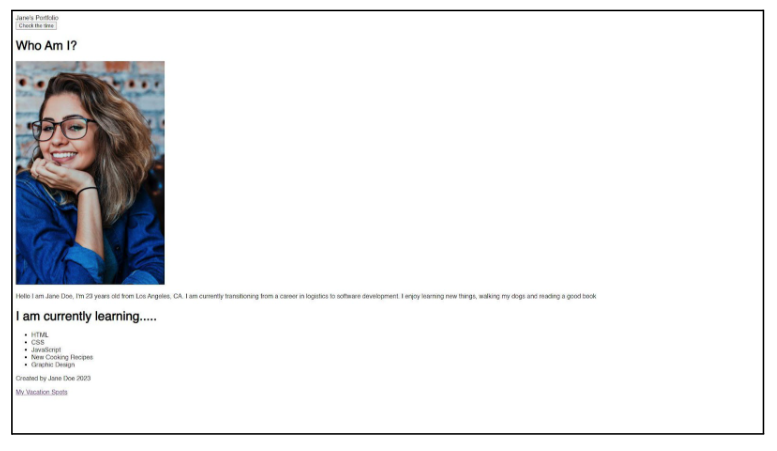 Jane's Portfolio
Check the time
Who Am I?
Hello I am Jane Doe, I'm 23 years old from Los Angeles, CA. I am currently transitioning from a career in logistics to software development. I enjoy learning new things, walking my dogs and reading a good book
I am currently learning.....
HTML
CSS
JavaScript
New Cooking Recipes
Graphic Design
Created by Jane Doe 2023
My Vacation Spots